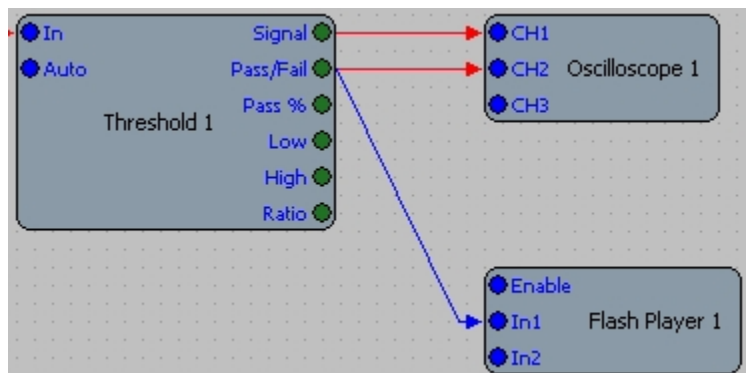 In
Auto
Threshold 1
Signal
Pass/Fail
Pass %
Low
High
Ratio
CH1
CH2
CH3
Oscilloscope 1
Enable
In1
In2
Flash Player 1